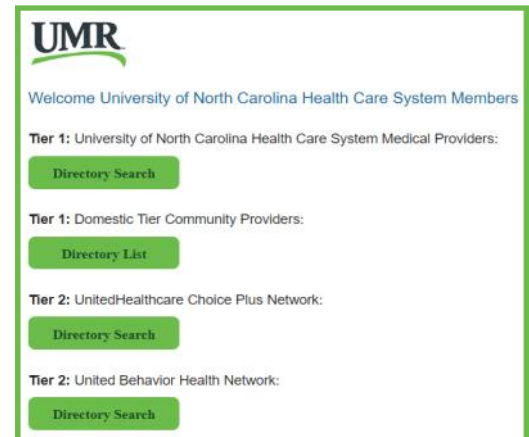 UMR
Welcome University of North Carolina Health Care System Members
Tier 1: University of North Carolina Health Care System Medical Providers:
Directory Search
Tier 1: Domestic Tier Community Providers:
Directory List
Tier 2: UnitedHealthcare Choice Plus Network:
Directory Search
Tier 2: United Behavior Health Network:
Directory Search